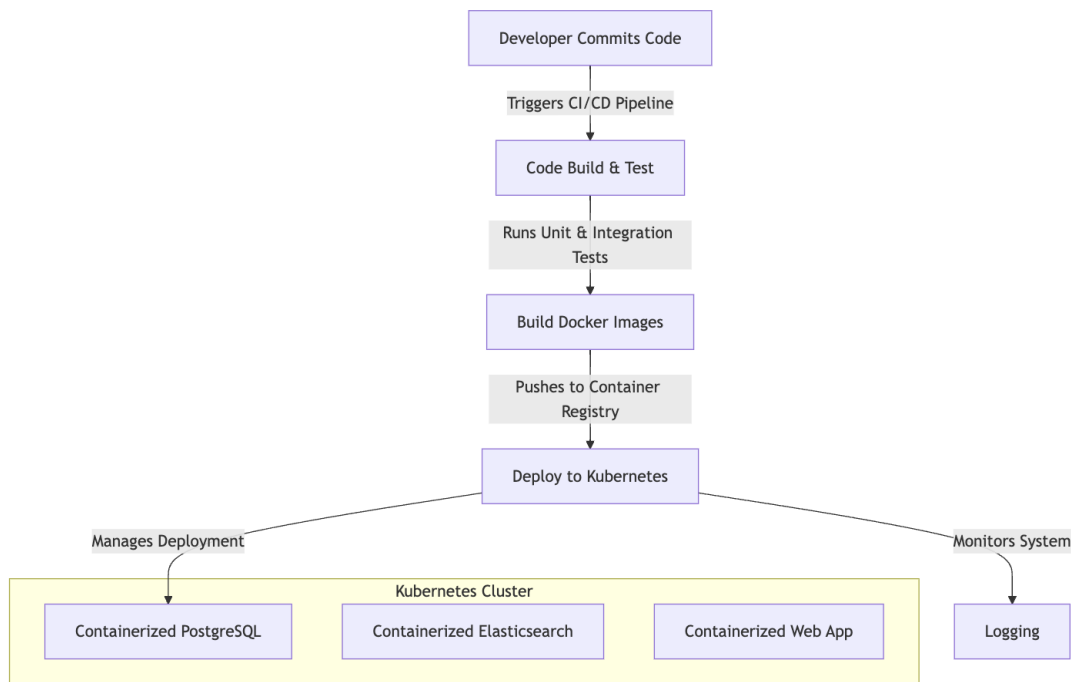 Developer Commits Code
Triggers CI/CD Pipeline
Code Build & Test
Runs Unit & Integration
Tests
Build Docker Images
Pushes to Container
Registry
Deploy to Kubernetes
Manages Deployment
Monitors System
Kubernetes Cluster
Containerized PostgreSQL
Containerized Elasticsearch
Containerized Web App
Logging